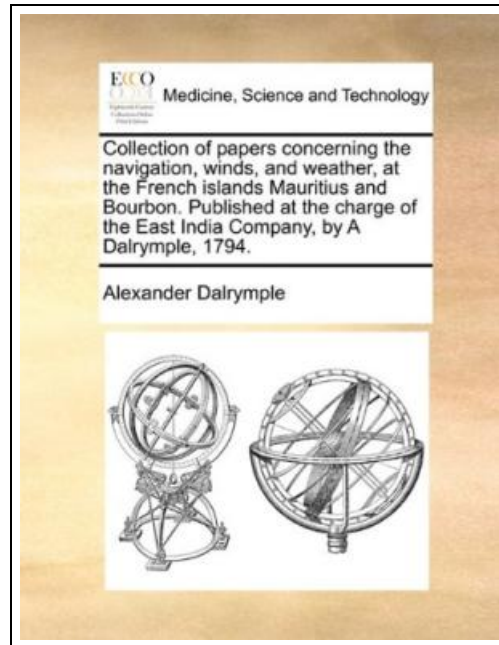 ECCO
Medicine, Science and Technology
Collection of papers concerning the
navigation, winds, and weather, at
the French islands Mauritius and
Bourbon. Published at the charge of
the East India Company, by A
Dalrymple, 1794.
Alexander Dalrymple